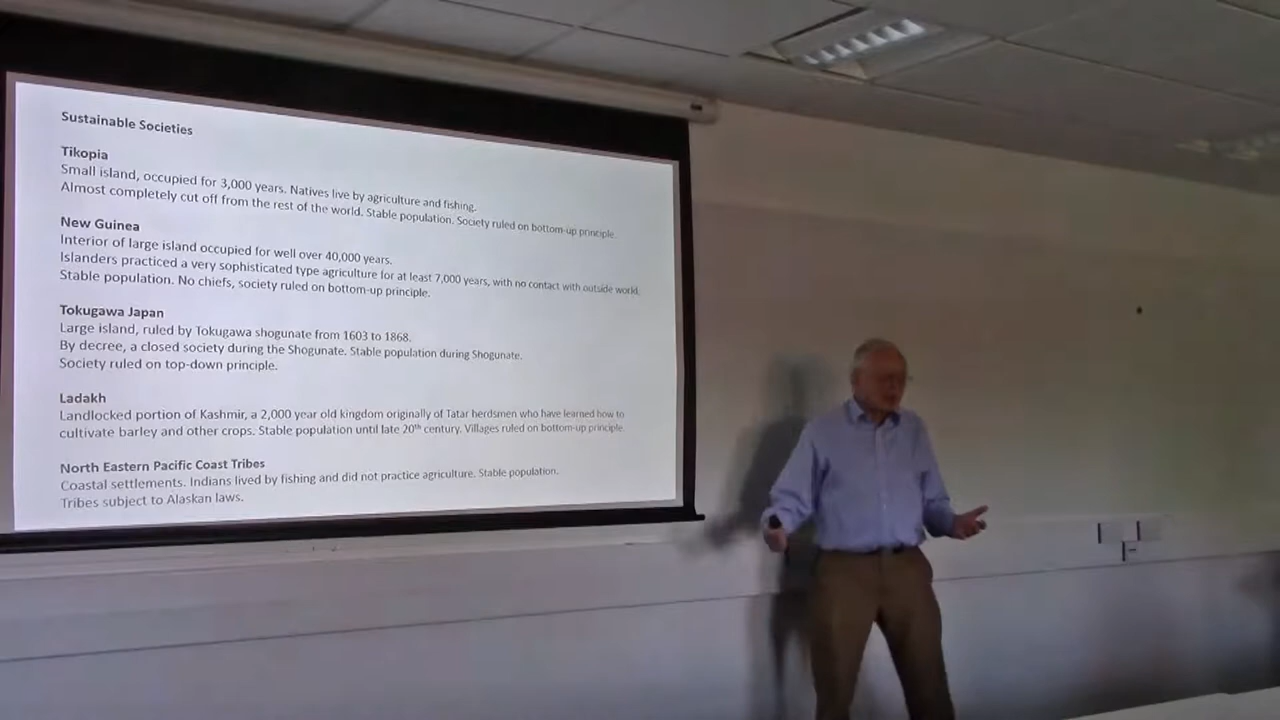 Sustainable Societies
Tikopia
Small island, occupied for 3,000 years. Natives live by agriculture and fishing.
Almost completely cut off from the rest of the world. Stable population. Society ruled on bottom-up principle.
New Guinea
Interior of large island occupied for well over 40,000 years.
Islanders practiced a very sophisticated type agriculture for at least 7,000 years, with no contact with outside world.
Stable population. No chiefs, society ruled on bottom-up principle.
Tokugawa Japan
Large island, ruled by Tokugawa shogunate from 1603 to 1868.
By decree, a closed society during the Shogunate. Stable population during Shogunate.
Society ruled on top-down principle.
Ladakh
Landlocked portion of Kashmir, a 2,000 year old kingdom originally of Tatar herdsmen who have learned how to
cultivate barley and other crops. Stable population until late 20th century. Villages ruled on bottom-up principle.
North Eastern Pacific Coast Tribes
Coastal settlements. Indians lived by fishing and did not practice agriculture. Stable population.
Tribes subject to Alaskan laws.